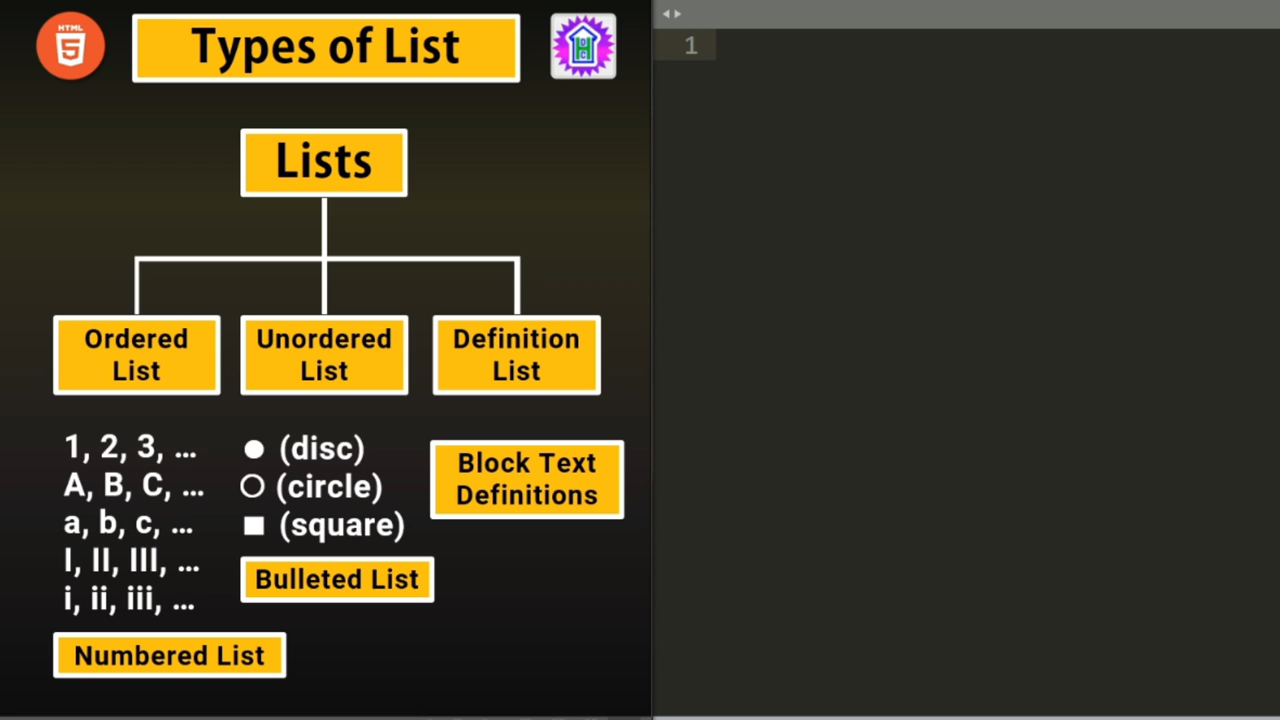 HTML
5
Types of List
Lists
Ordered
List
Unordered
List
Definition
List
1, 2, 3, ...
A, B, C, ...
a, b, c, ...
I, II, III, ...
i, ii, iii, ...
Numbered List
(disc)
(circle)
(square)
Bulleted List
Block Text
Definitions
1